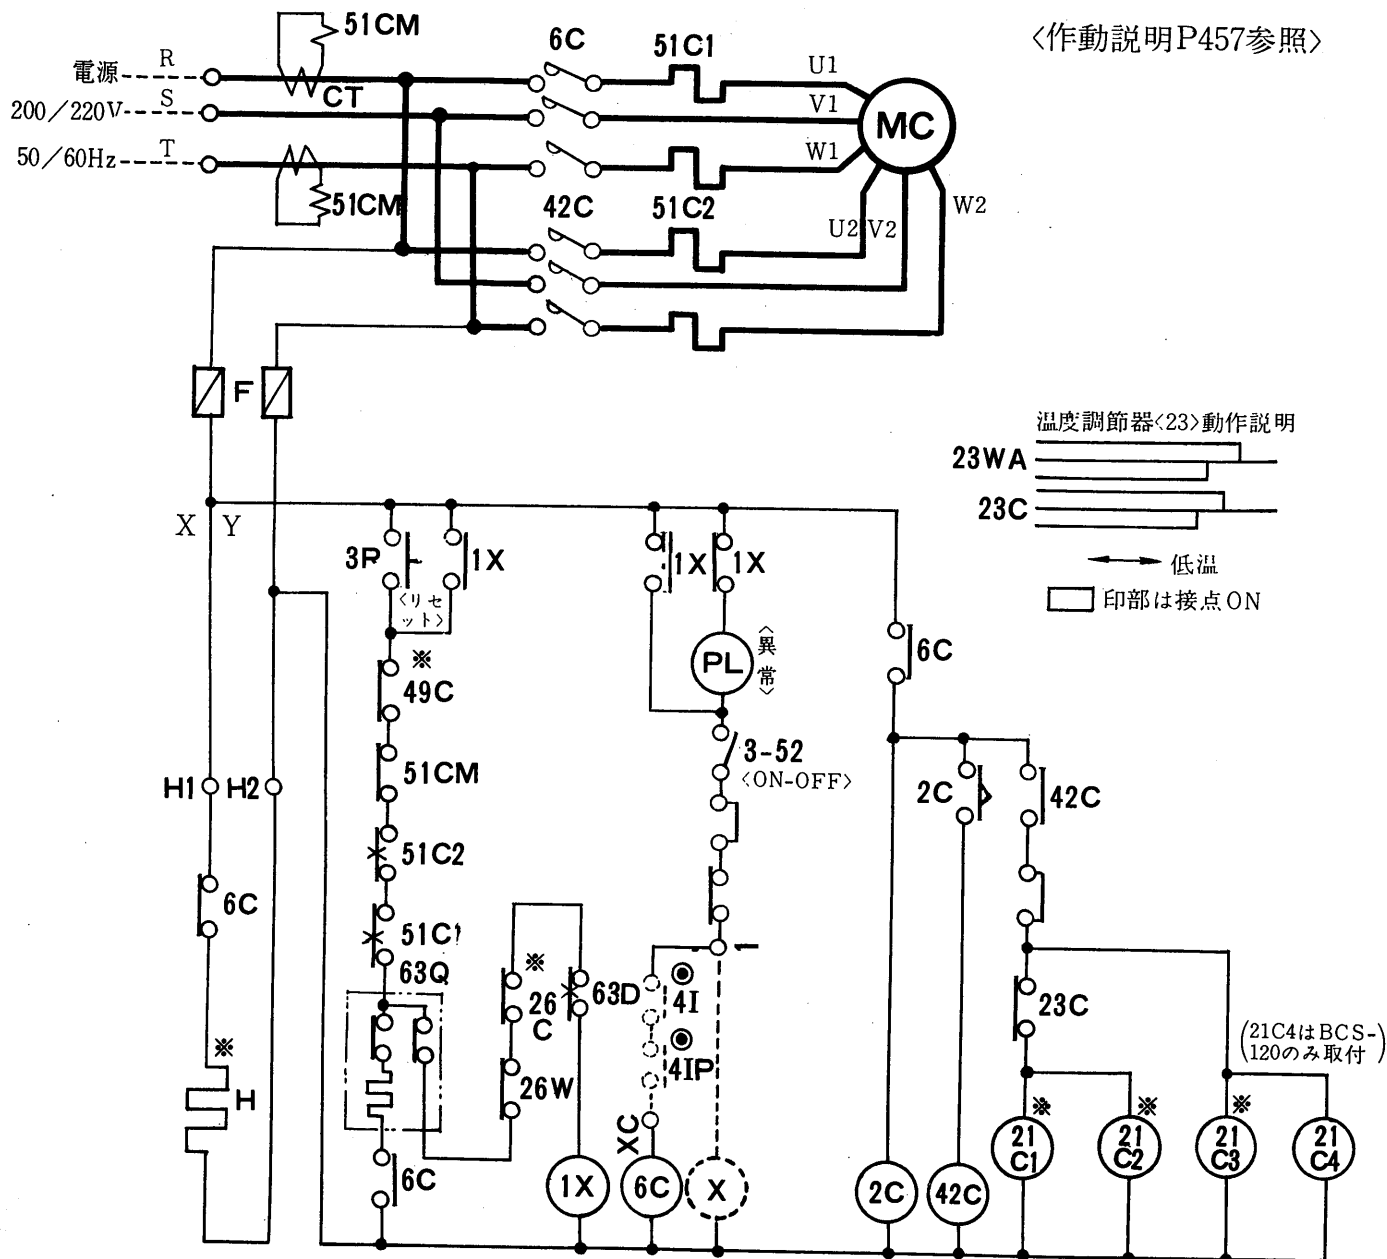 51CM
6C
51C1
〈作動説明P457参照〉
電源
R
U1
CT
S
V1
MC
200/220V
50/60Hz
T
W1
51CM
42C
51C2
U2
V2
W2
F
温度調節器〈23〉動作説明
23WA
23C
低温
印部は接点ON
X
Y
3R
〈リセ
ット〉
1X
1X
1X
PL
〈異常〉
6C
※
49C
51CM
3-52
〈ON-OFF〉
H1
H2
2C
42C
51C2
6C
51C1
63Q
※
26
C
63D
1
4I
4IP
26W
23C
(21C4はBCS-
120のみ取付)
※
H
XC
6C
1X
6C
X
2C
42C
※
21
C1
※
21
C2
※
21
C3
21
C4